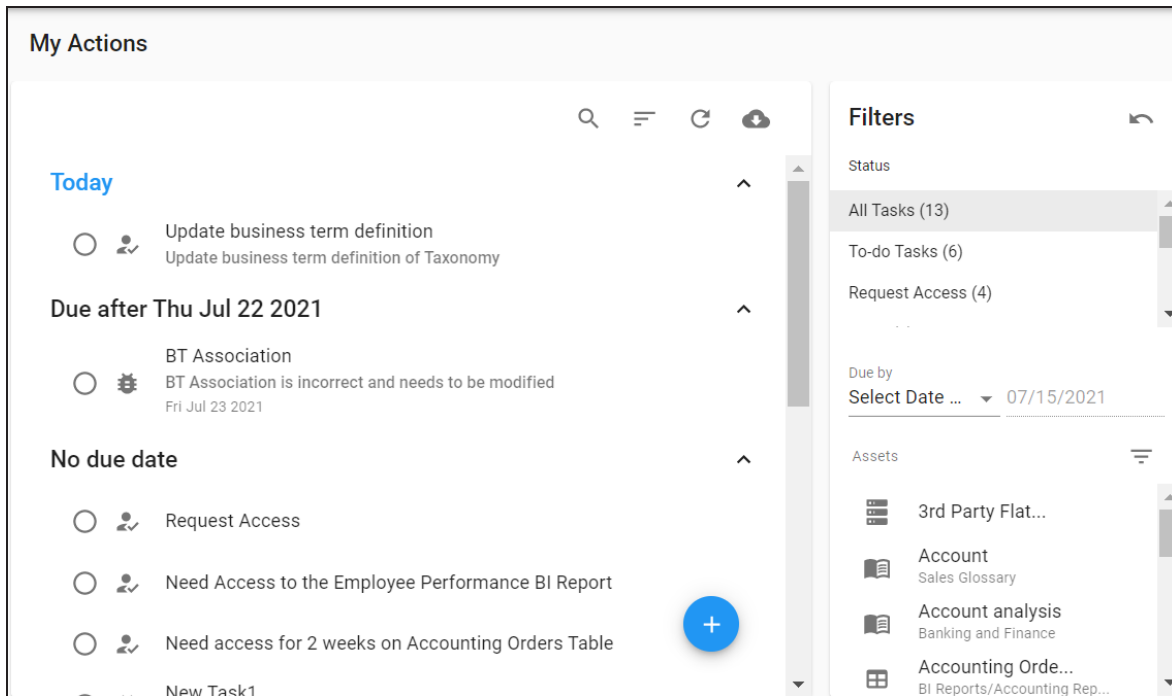 My Actions
Today
Update business term definition
Update business term definition of Taxonomy
Due after Thu Jul 22 2021
BT Association
BT Association is incorrect and needs to be modified
Fri Jul 23 2021
No due date
Request Access
Need Access to the Employee Performance BI Report
Need access for 2 weeks on Accounting Orders Table
New Task1
Filters
Status
All Tasks (13)
To-do Tasks (6)
Request Access (4)
Due by
Select Date ... 07/15/2021
Assets
3rd Party Flat...
Account
Sales Glossary
Account analysis
Banking and Finance
Accounting Orde...
BI Reports/Accounting Rep...